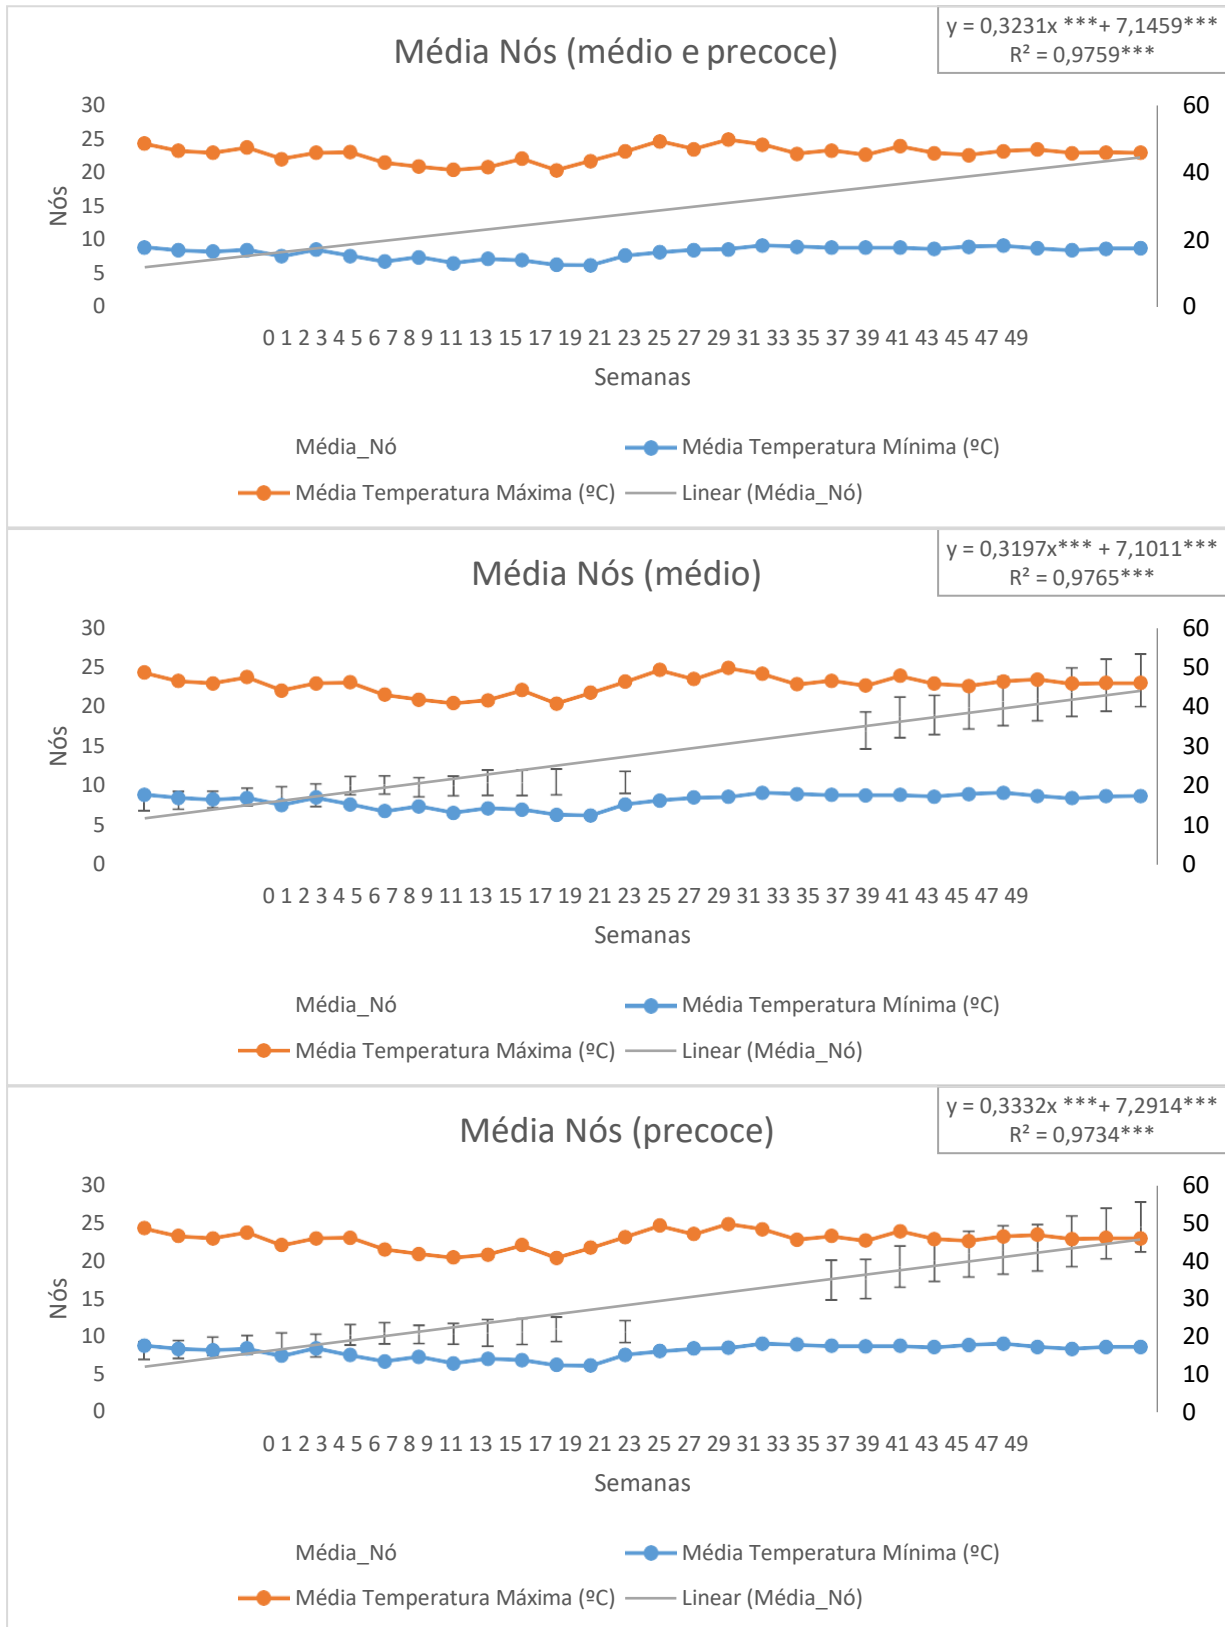 y = 0,3231x ***+ 7,1459***
R² = 0,9759***
Média Nós (médio e precoce)
30
25
20
15
10
5
0
Nós
60
40
20
0
0 1 2 3 4 5 6 7 8 9 11 13 15 17 19 21 23 25 27 29 31 33 35 37 39 41 43 45 47 49
Semanas
Média_Nó
Média Temperatura Mínima (ºC)
Média Temperatura Máxima (ºC)
Linear (Média_Nó)
y = 0,3197x*** + 7,1011***
R² = 0,9765***
Média Nós (médio)
30
25
20
15
10
5
0
Nós
60
50
40
30
20
10
0
0 1 2 3 4 5 6 7 8 9 11 13 15 17 19 21 23 25 27 29 31 33 35 37 39 41 43 45 47 49
Semanas
Média_Nó
Média Temperatura Mínima (ºC)
Média Temperatura Máxima (ºC)
Linear (Média_Nó)
y = 0,3332x ***+ 7,2914***
R² = 0,9734***
Média Nós (precoce)
30
25
20
15
10
5
0
Nós
60
50
40
30
20
10
0
0 1 2 3 4 5 6 7 8 9 11 13 15 17 19 21 23 25 27 29 31 33 35 37 39 41 43 45 47 49
Semanas
Média_Nó
Média Temperatura Mínima (ºC)
Média Temperatura Máxima (ºC)
Linear (Média_Nó)